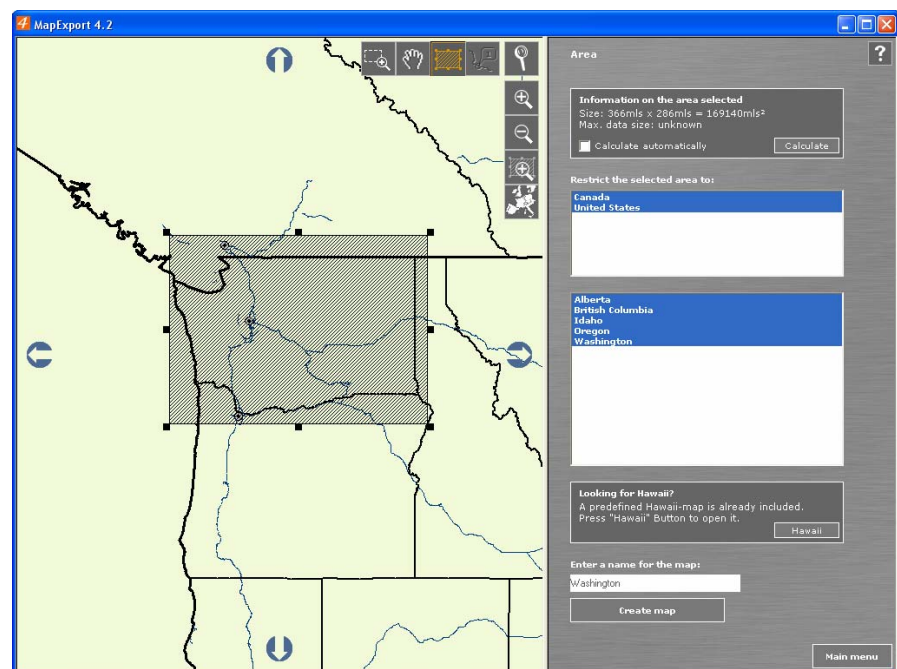 MapExport 4.2
Area
?
Information on the area selected
Size: 366mls x 286mls = 169140mls²
Max. data size: unknown
Calculate automatically
Calculate
Restrict the selected area to:
Canada
United States
Alberta
British Columbia
Idaho
Oregon
Washington
Looking for Hawaii?
A predefined Hawaii-map is already included.
Press "Hawaii" Button to open it.
Hawaii
Enter a name for the map:
Washington
Create map
Main menu